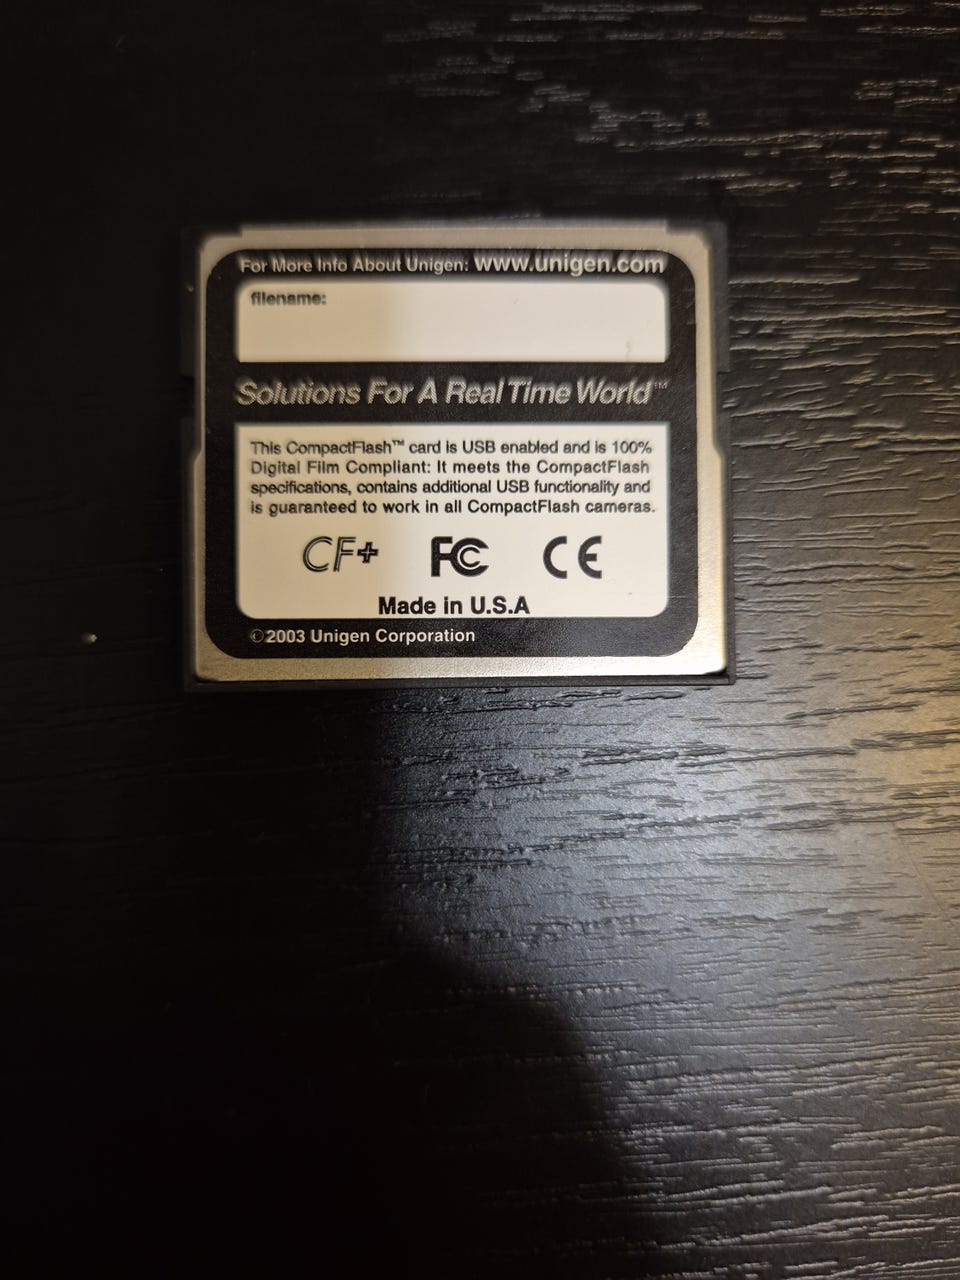 For More Info About Unigen: www.unigen.com
filename:
Solutions For A Real Time World™
This CompactFlash™ card is USB enabled and is 100%
Digital Film Compliant: It meets the CompactFlash
specifications, contains additional USB functionality and
is guaranteed to work in all CompactFlash cameras.
CF+ FC CE
Made in U.S.A
©2003 Unigen Corporation